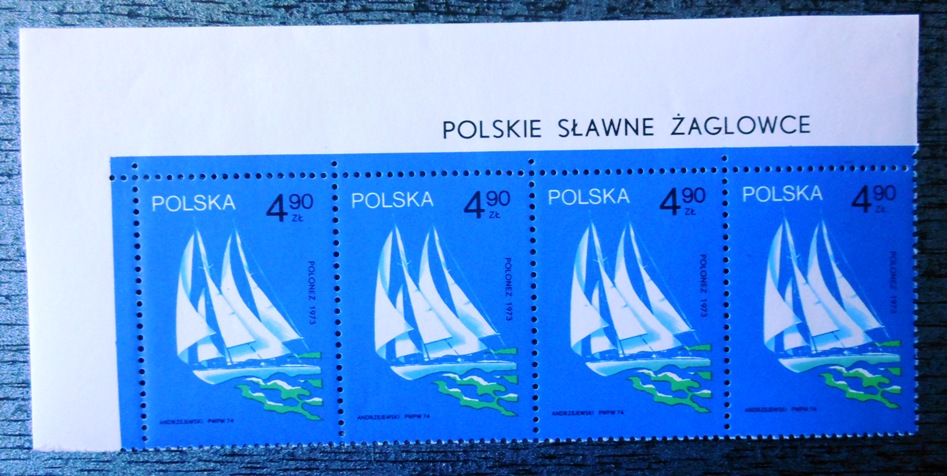 POLSKIE SŁAWNE ŻAGLOWCE
POLSKA 4 90 ZŁ
POLONEZ 1973
ANDRZEJEWSKI PWPW 74
POLSKA 4 90 ZŁ
POLONEZ 1973
ANDRZEJEWSKI PWPW 74
POLSKA 4 90 ZŁ
POLONEZ 1973
ANDRZEJEWSKI PWPW 74
POLSKA 4 90 ZŁ
POLONEZ 1973
ANDRZEJEWSKI PWPW 74